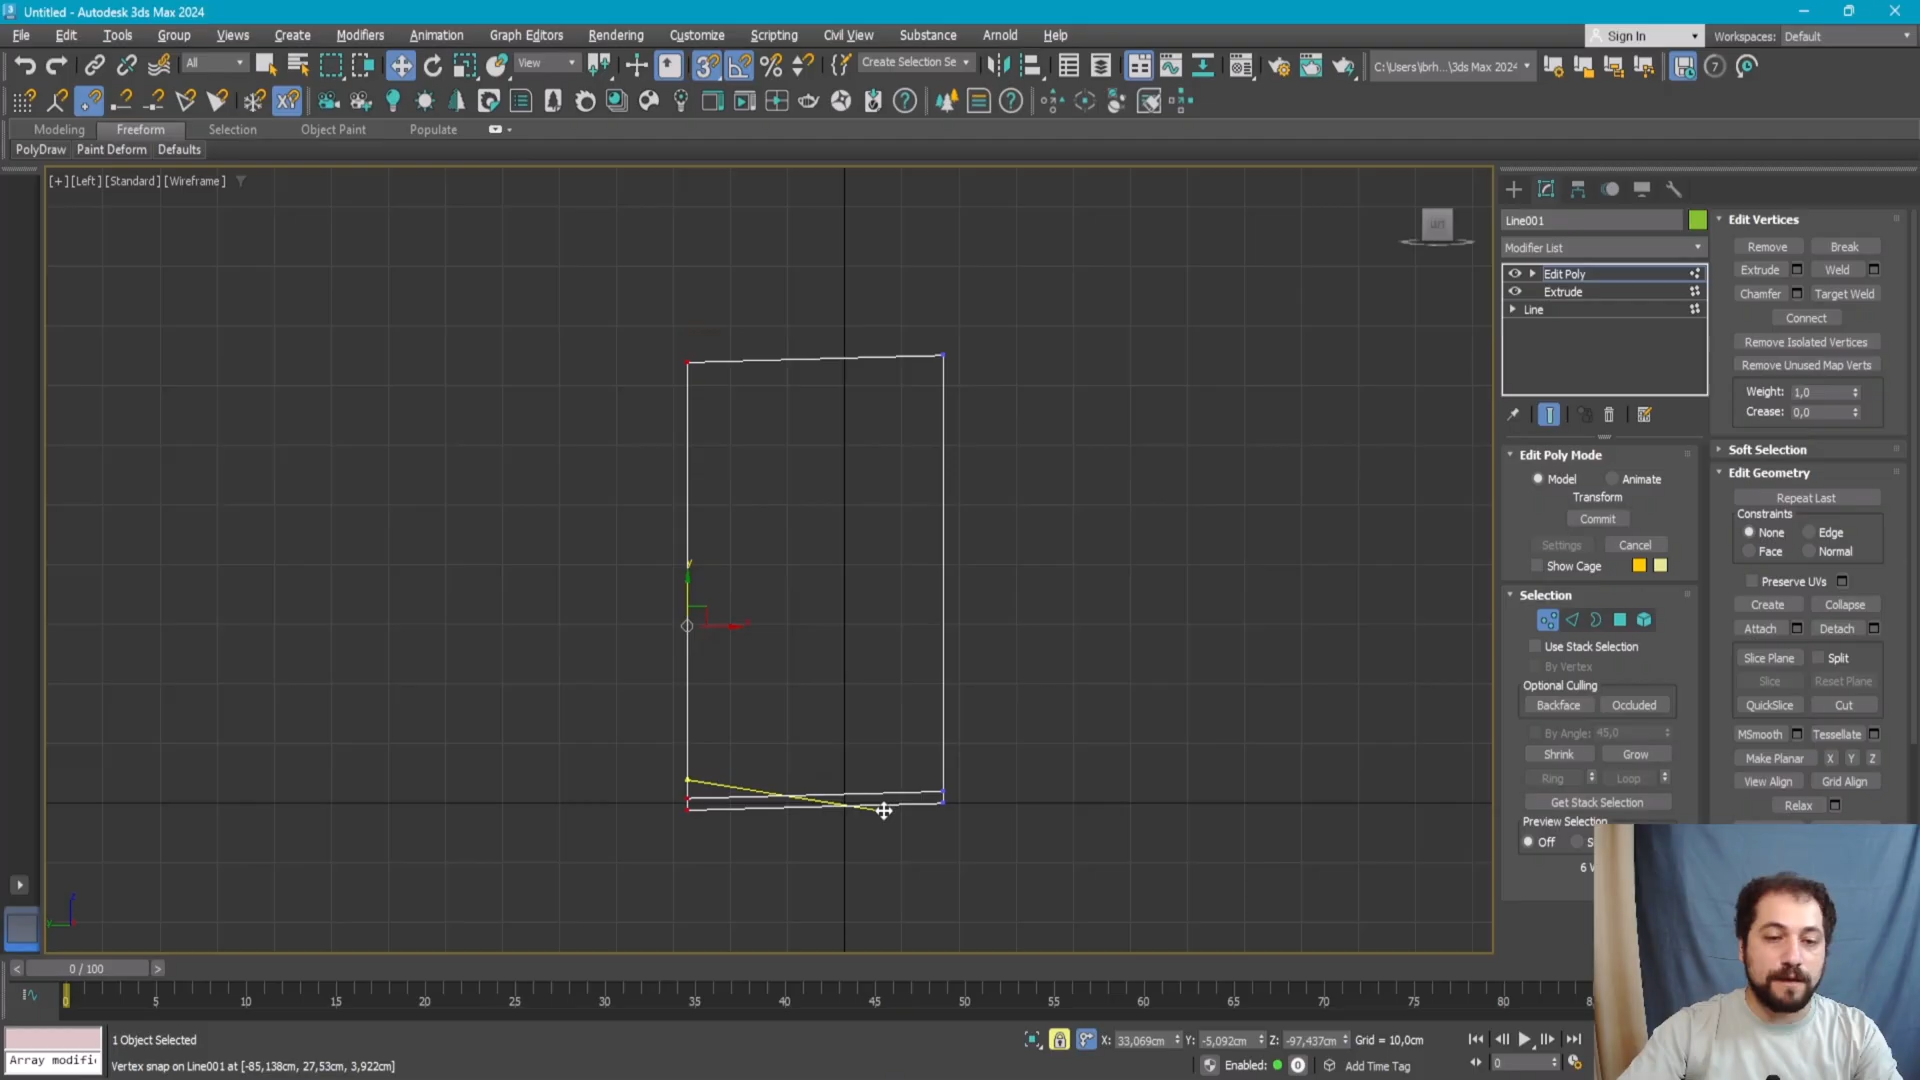 Untitled - Autodesk 3ds Max 2024
File Edit Tools Group Views Create Modifiers Animation Graph Editors Rendering Customize Scripting Civil View Substance Arnold Help
Sign In Workspaces: Default
All View Create Selection Se C:\Users\brh...\3ds Max 2024
Modeling Freeform Selection Object Paint Populate
PolyDraw Paint Deform Defaults
[+] [Left] [Standard] [Wireframe]
Line001
Modifier List
Edit Poly
Extrude
Line
Edit Poly Mode
Model Animate
Transform
Commit
Settings Cancel
Show Cage
Selection
Use Stack Selection
By Vertex
Optional Culling
Backface Occluded
By Angle: 45,0
Shrink Grow
Ring Loop
Get Stack Selection
Preview Selection
Off S
6 V
Edit Vertices
Remove Break
Extrude Weld
Chamfer Target Weld
Connect
Remove Isolated Vertices
Remove Unused Map Verts
Weight: 1,0
Crease: 0,0
Soft Selection
Edit Geometry
Repeat Last
Constraints
None Edge
Face Normal
Preserve UVs
Create Collapse
Attach Detach
Slice Plane Split
Slice Reset Plane
QuickSlice Cut
MSmooth Tessellate
Make Planar X Y Z
View Align Grid Align
Relax
y
z
y
< 0 / 100 >
0 5 10 15 20 25 30 35 40 45 50 55 60 65 70 75 80 8
1 Object Selected
X: 33,069cm Y: -5,092cm Z: -97,437cm Grid = 10,0cm
Array modifi
Vertex snap on Line001 at [-85,138cm, 27,53cm, 3,922cm]
Enabled: 0 Add Time Tag
0